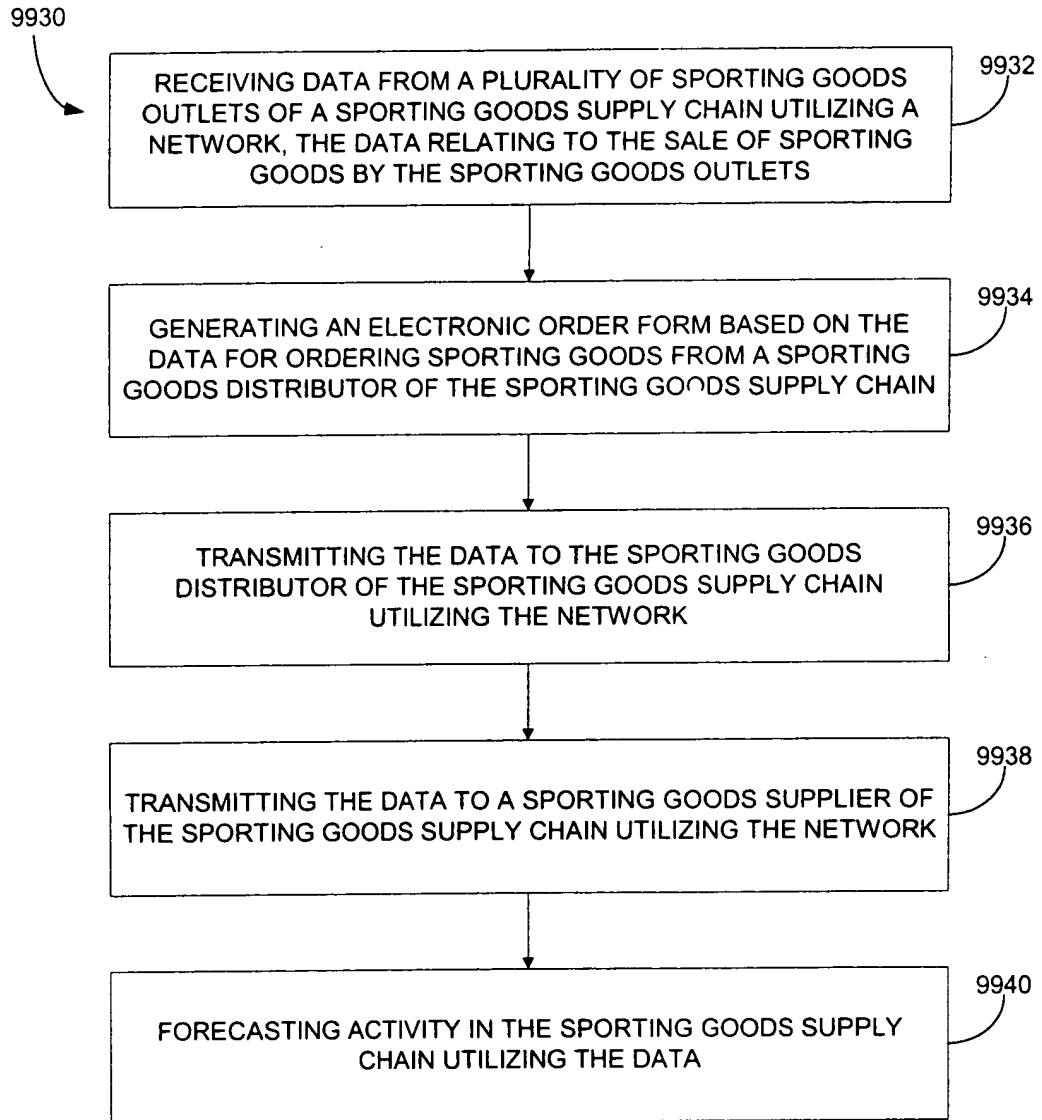 9930
9932
RECEIVING DATA FROM A PLURALITY OF SPORTING GOODS
OUTLETS OF A SPORTING GOODS SUPPLY CHAIN UTILIZING A
NETWORK, THE DATA RELATING TO THE SALE OF SPORTING
GOODS BY THE SPORTING GOODS OUTLETS
9934
GENERATING AN ELECTRONIC ORDER FORM BASED ON THE
DATA FOR ORDERING SPORTING GOODS FROM A SPORTING
GOODS DISTRIBUTOR OF THE SPORTING GOODS SUPPLY CHAIN
9936
TRANSMITTING THE DATA TO THE SPORTING GOODS
DISTRIBUTOR OF THE SPORTING GOODS SUPPLY CHAIN
UTILIZING THE NETWORK
9938
TRANSMITTING THE DATA TO A SPORTING GOODS SUPPLIER OF
THE SPORTING GOODS SUPPLY CHAIN UTILIZING THE NETWORK
9940
FORECASTING ACTIVITY IN THE SPORTING GOODS SUPPLY
CHAIN UTILIZING THE DATA